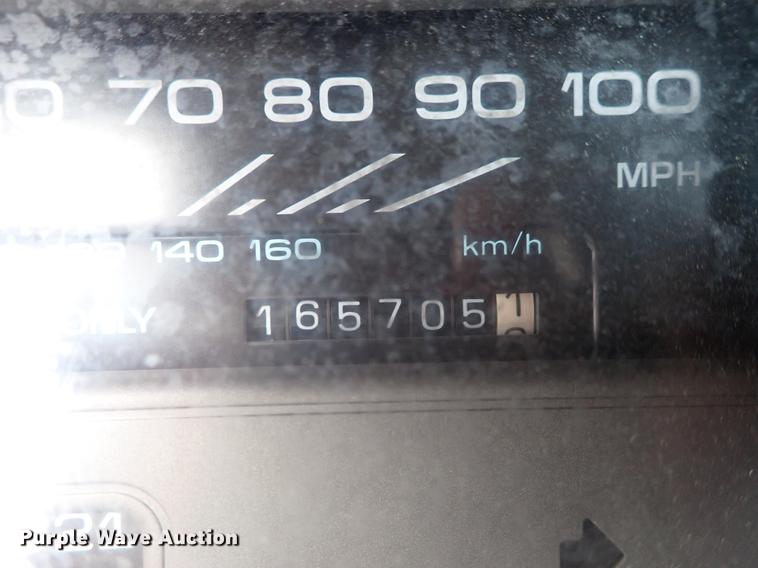 70 80 90 100
MPH
140 160 km/h
165705
Purple Wave Auction